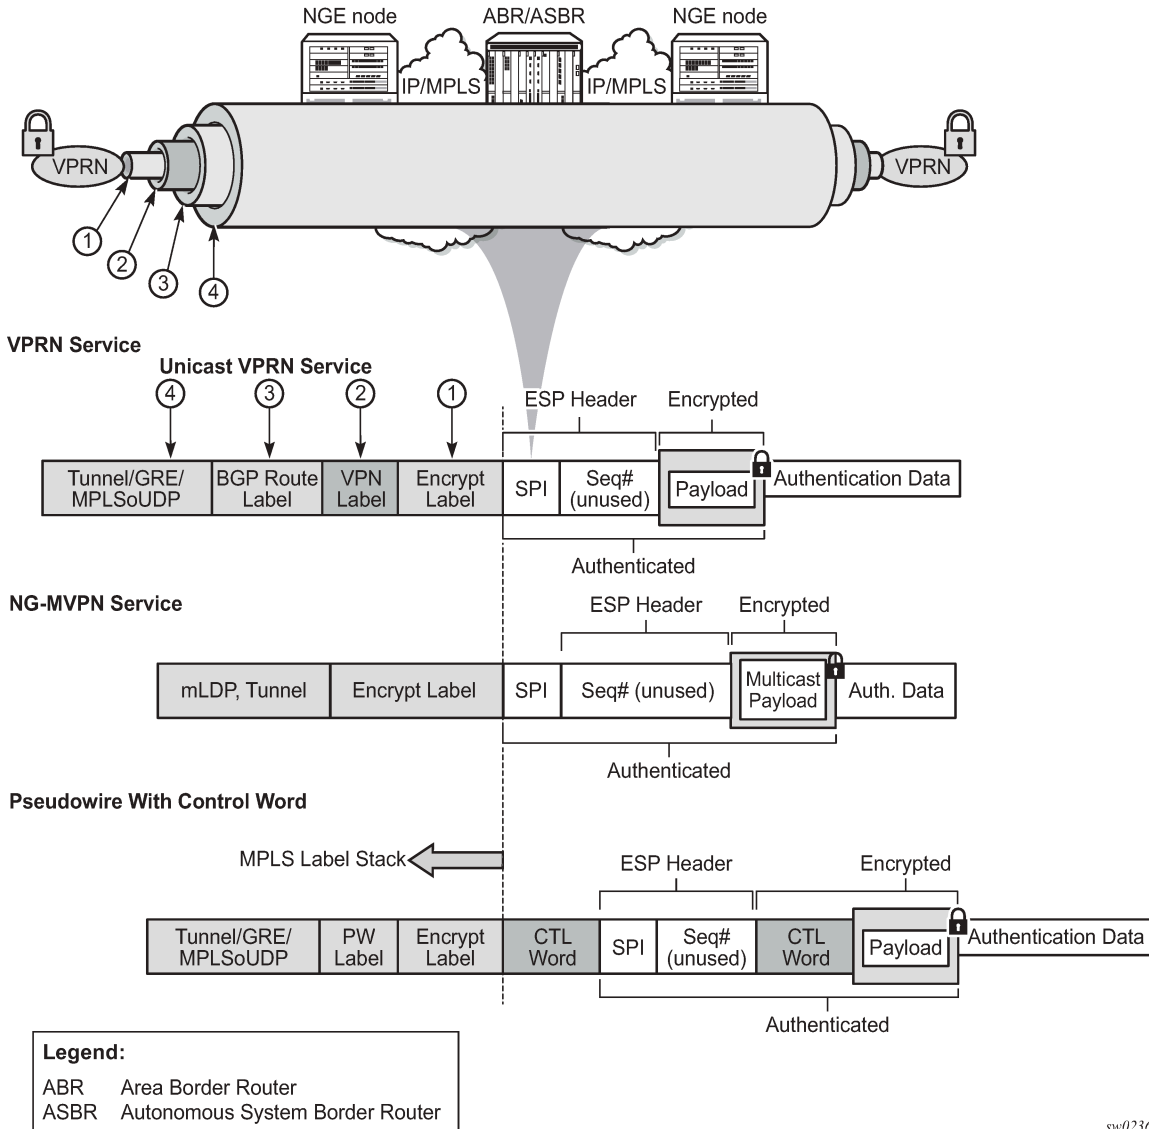 NGE node ABR/ASBR NGE node
IP/MPLS IP/MPLS
VPRN VPRN
1
2
3
4
VPRN Service
Unicast VPRN Service
4 3 2 1
ESP Header Encrypted
Tunnel/GRE/
MPLSoUDP
BGP Route
Label
VPN
Label
Encrypt
Label
SPI
Seq#
(unused)
Payload
Authentication Data
Authenticated
NG-MVPN Service
ESP Header Encrypted
mLDP, Tunnel
Encrypt Label
SPI
Seq# (unused)
Multicast
Payload
Auth. Data
Authenticated
Pseudowire With Control Word
MPLS Label Stack
ESP Header Encrypted
Tunnel/GRE/
MPLSoUDP
PW
Label
Encrypt
Label
CTL
Word
SPI
Seq#
(unused)
CTL
Word
Payload
Authentication Data
Authenticated
Legend:
ABR Area Border Router
ASBR Autonomous System Border Router